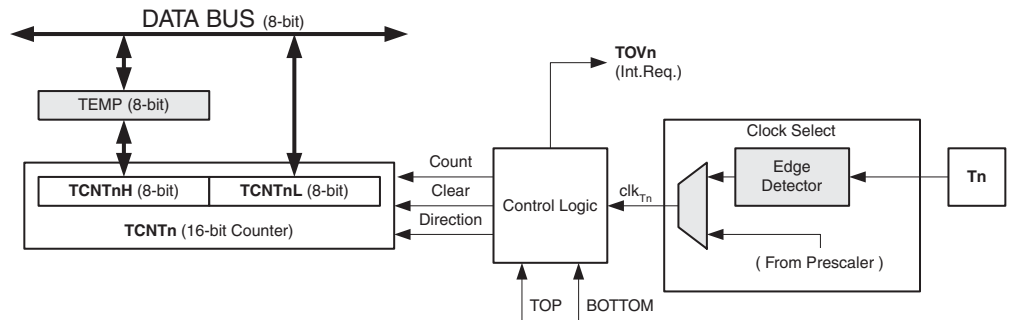 DATA BUS (8-bit)
TOVn
(Int.Req.)
TEMP (8-bit)
Clock Select
Count
Edge
Detector
Tn
TCNTnH (8-bit) TCNTnL (8-bit)
Clear
Control Logic
clkTn
TCNTn (16-bit Counter)
Direction
( From Prescaler )
TOP
BOTTOM